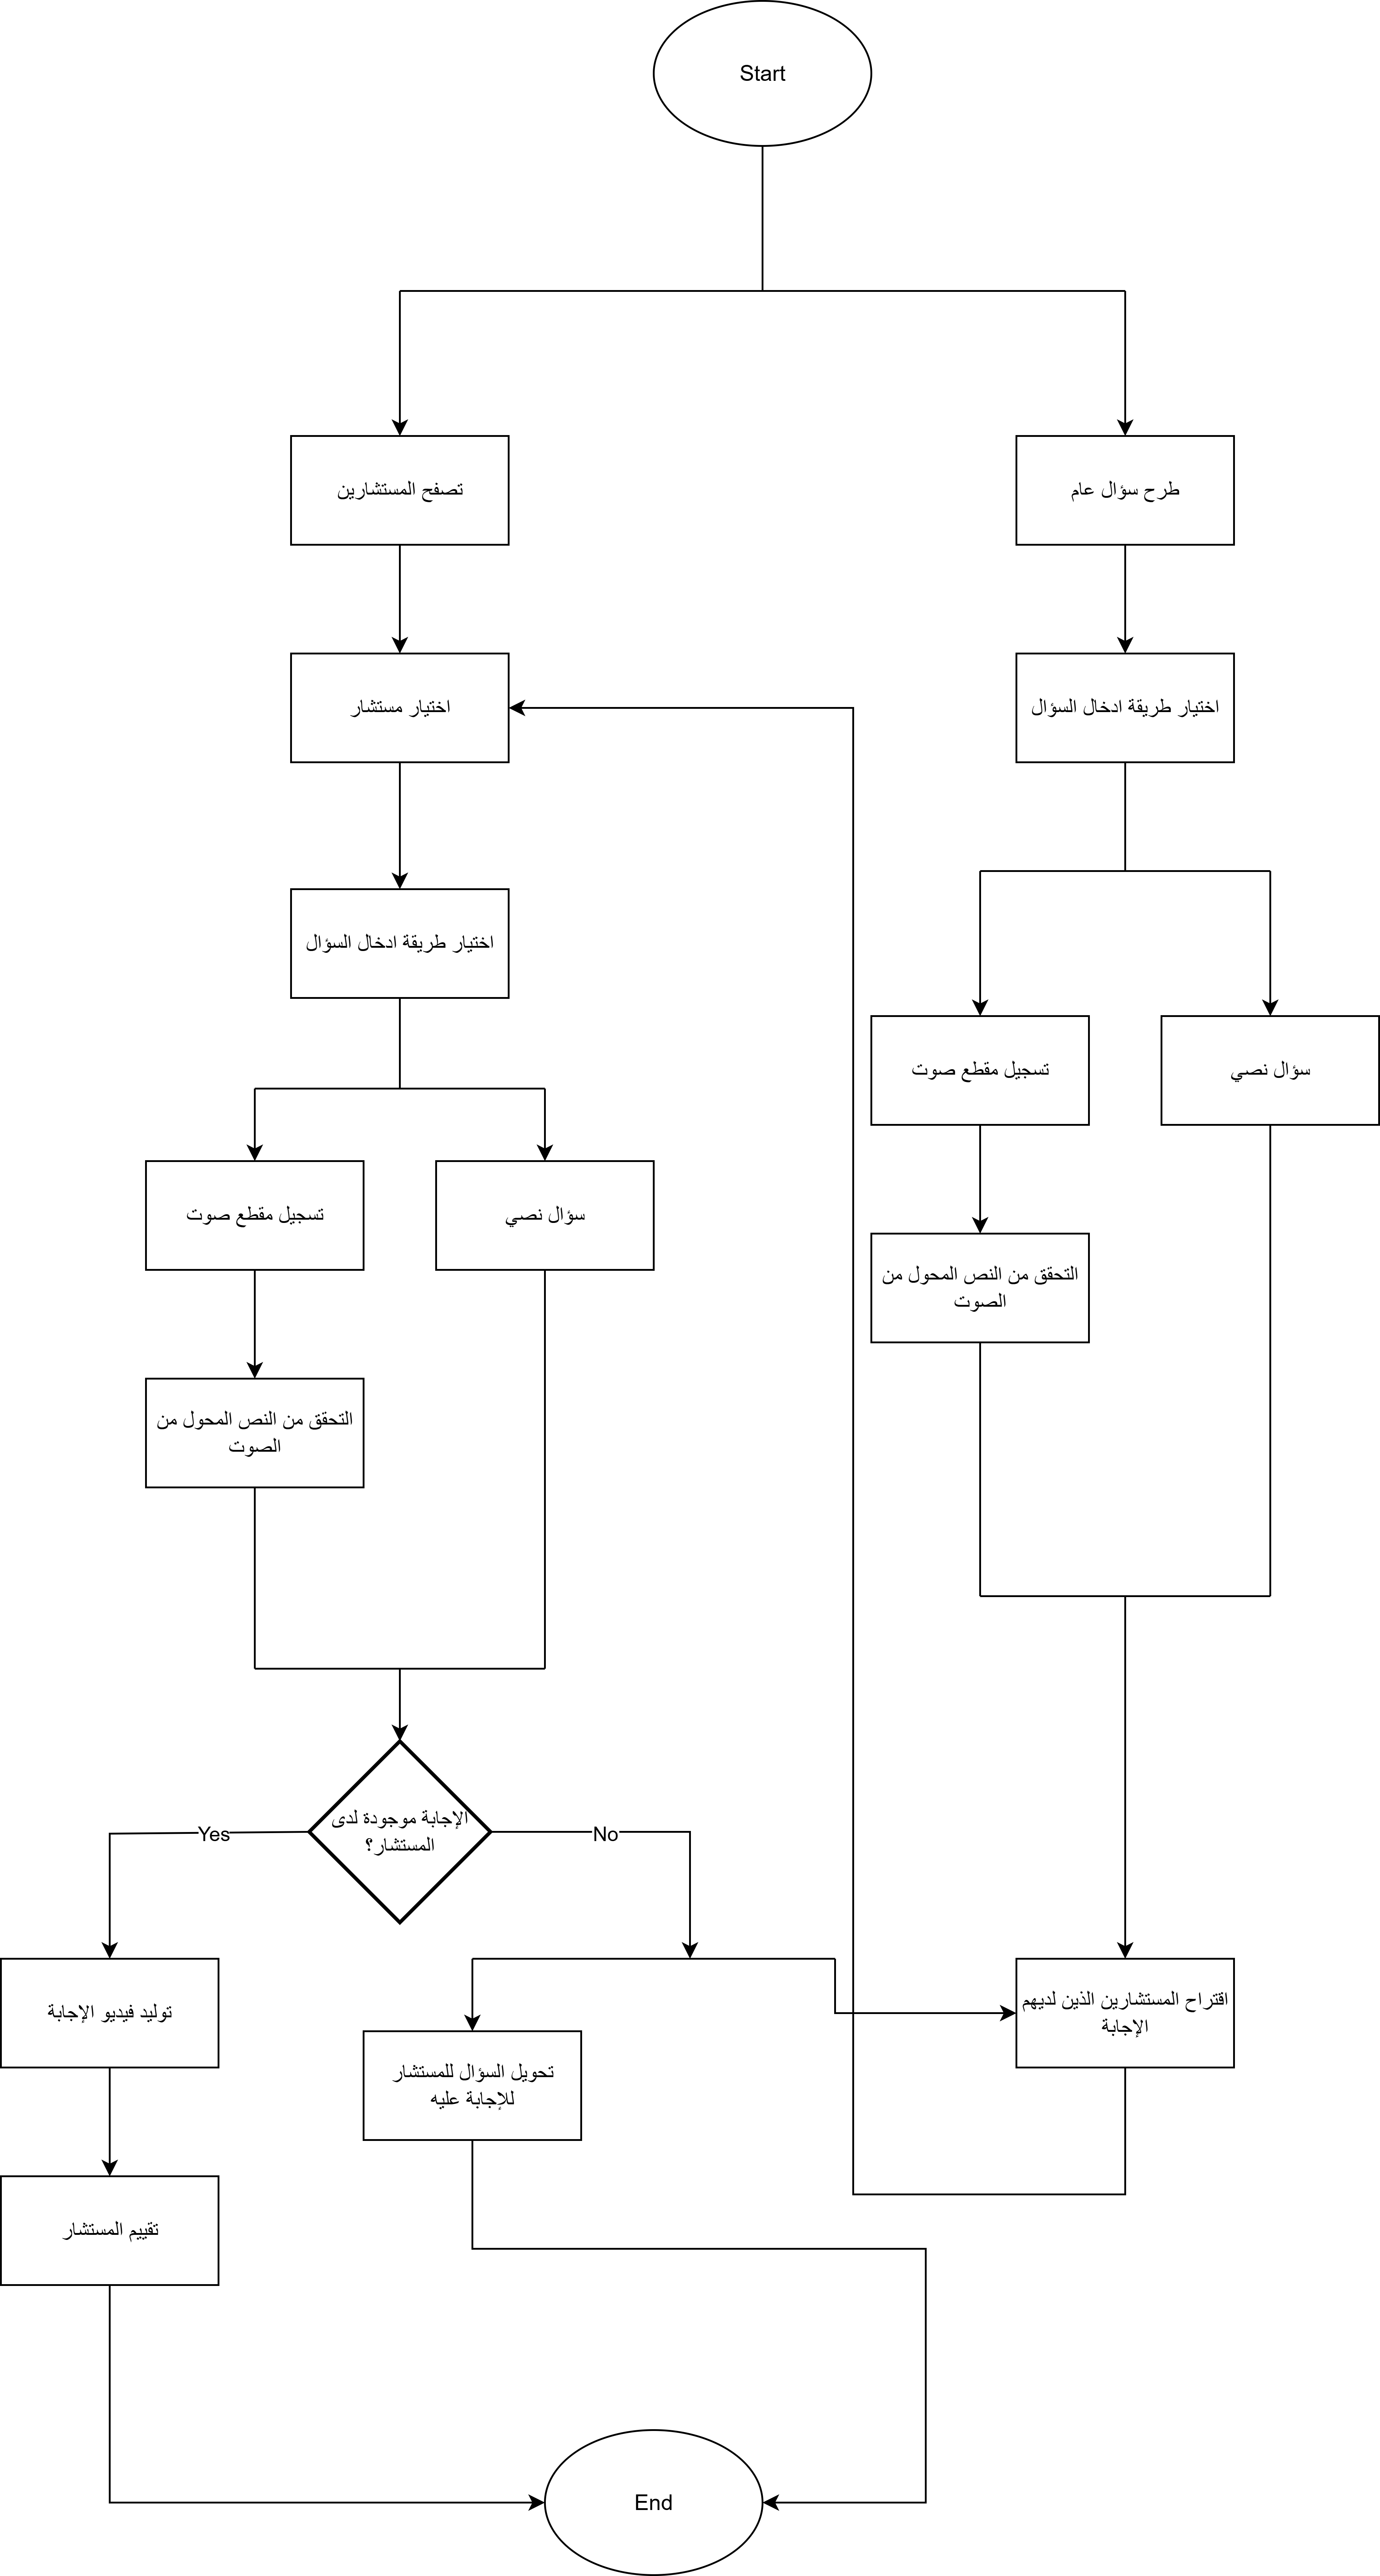 Start
تصفح المستشارين
طرح سؤال عام
اختيار مستشار
اختيار طريقة ادخال السؤال
اختيار طريقة ادخال السؤال
تسجيل مقطع صوت
سؤال نصي
تسجيل مقطع صوت
سؤال نصي
التحقق من النص المحول من
الصوت
التحقق من النص المحول من
الصوت
الإجابة موجودة لدى
المستشار؟
Yes
No
توليد فيديو الإجابة
اقتراح المستشارين الذين لديهم
الإجابة
تحويل السؤال للمستشار
للإجابة عليه
تقييم المستشار
End